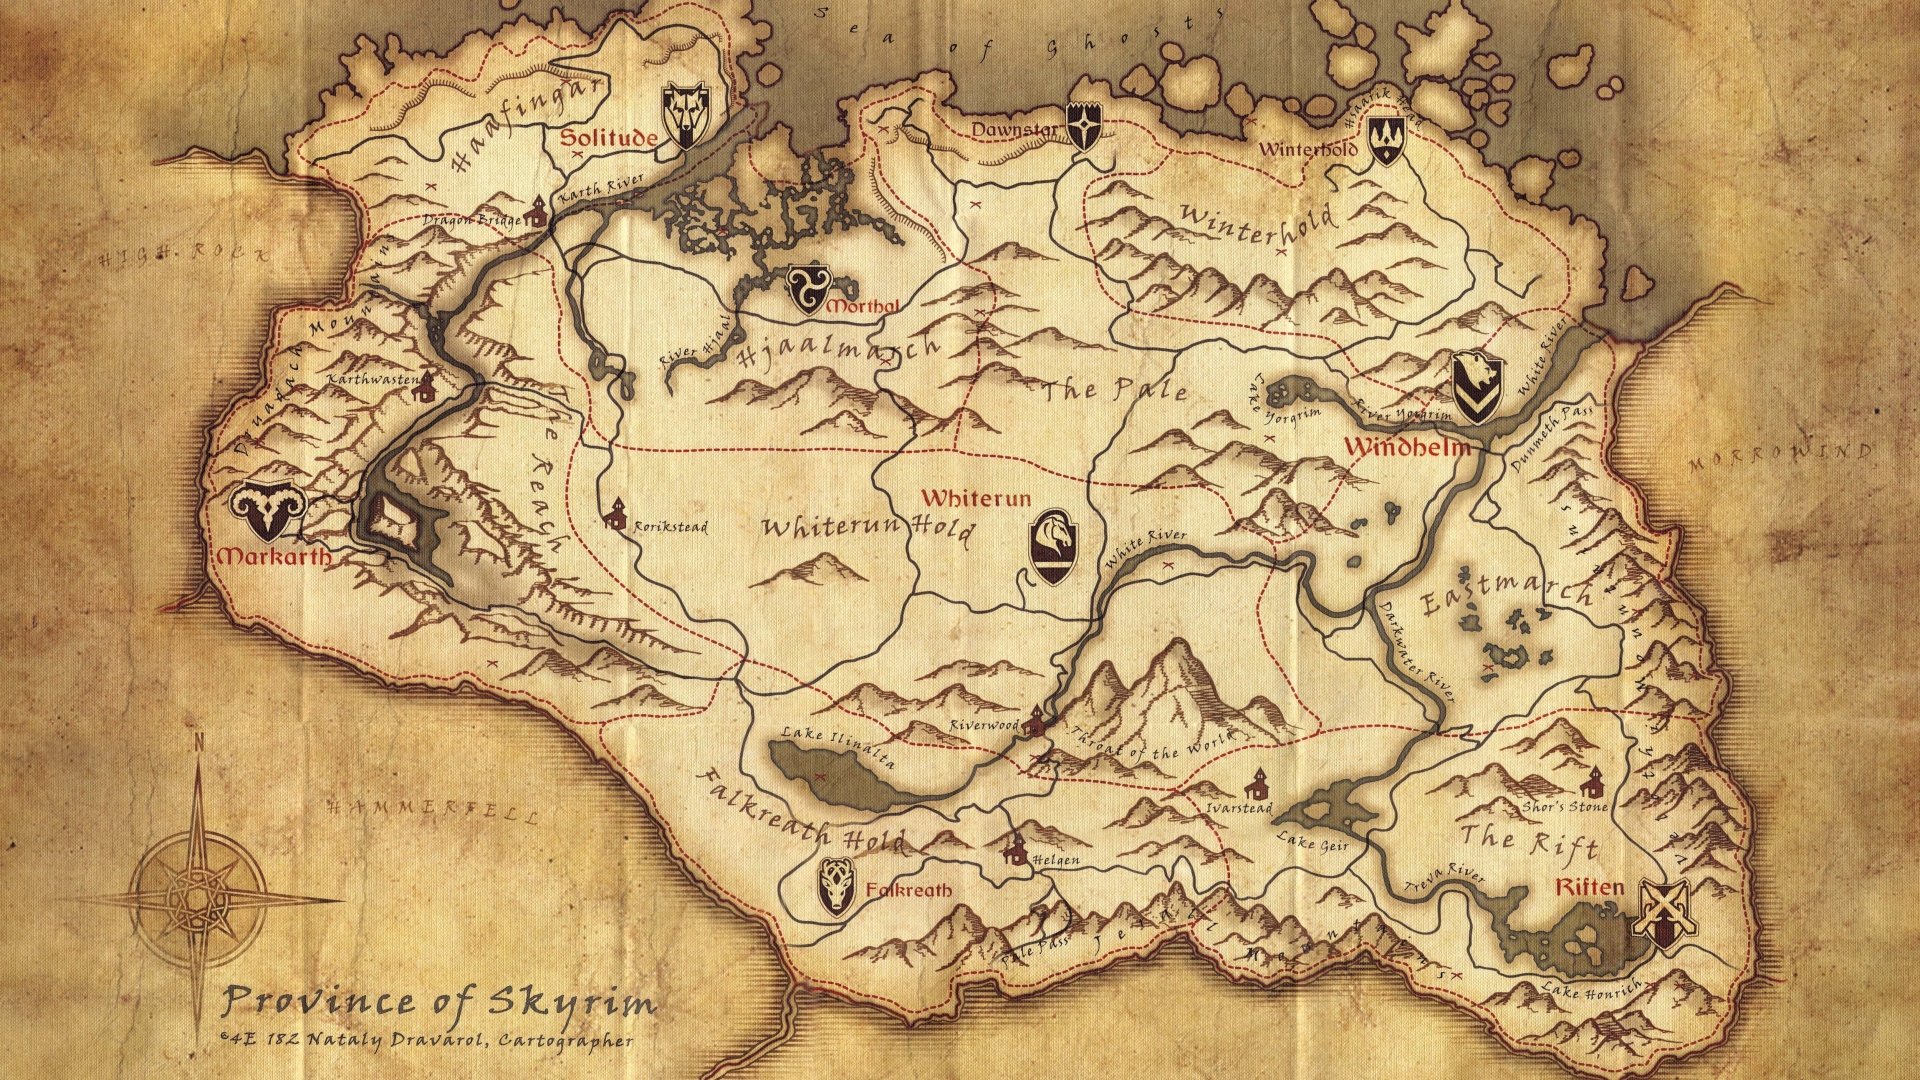 Sea of Ghosts
Haafingar
Solitude
Dawnstar
Hsaarik Head
Winterhold
Karth River
Dragon Bridge
Winterhold
HIGH ROCK
Morthal
Druadach Mountains
River Hjaal
Hjaalmarch
White River
Karthwasten
The Pale
Lake Yorgrim
River Yorgrim
Windhelm
Dunmeth Pass
MORROWIND
The Reach
Whiterun
Whiterun Hold
Rorikstead
Markarth
White River
Eastmarch
Darkwater River
Riverwood
Throat of the World
Lake Ilinalta
N
HAMMERFELL
Falkreath Hold
Ivarstead
Shor's Stone
Lake Geir
The Rift
Helgen
Treva River
Riften
Falkreath
Pale Pass
Jerall Mountains
Lake Honrich
Province of Skyrim
©4E 182 Nataly Dravarol, Cartographer